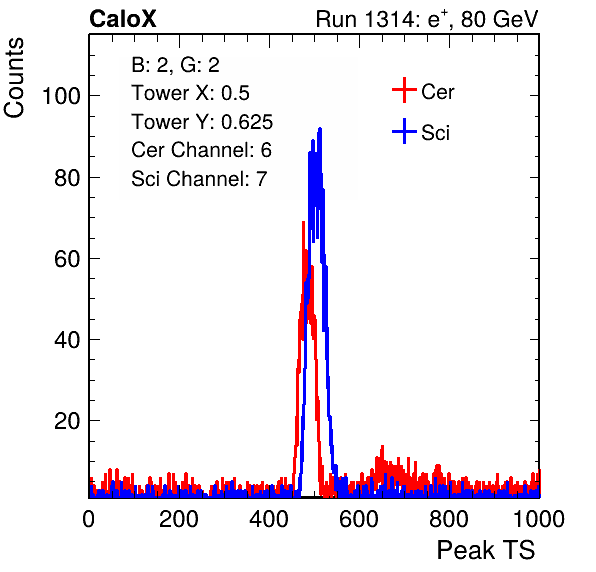 CaloX Run 1314: e⁺, 80 GeV
Counts
B: 2, G: 2
Tower X: 0.5
Tower Y: 0.625
Cer Channel: 6
Sci Channel: 7
Cer
Sci
100
80
60
40
20
0 200 400 600 800 1000
Peak TS